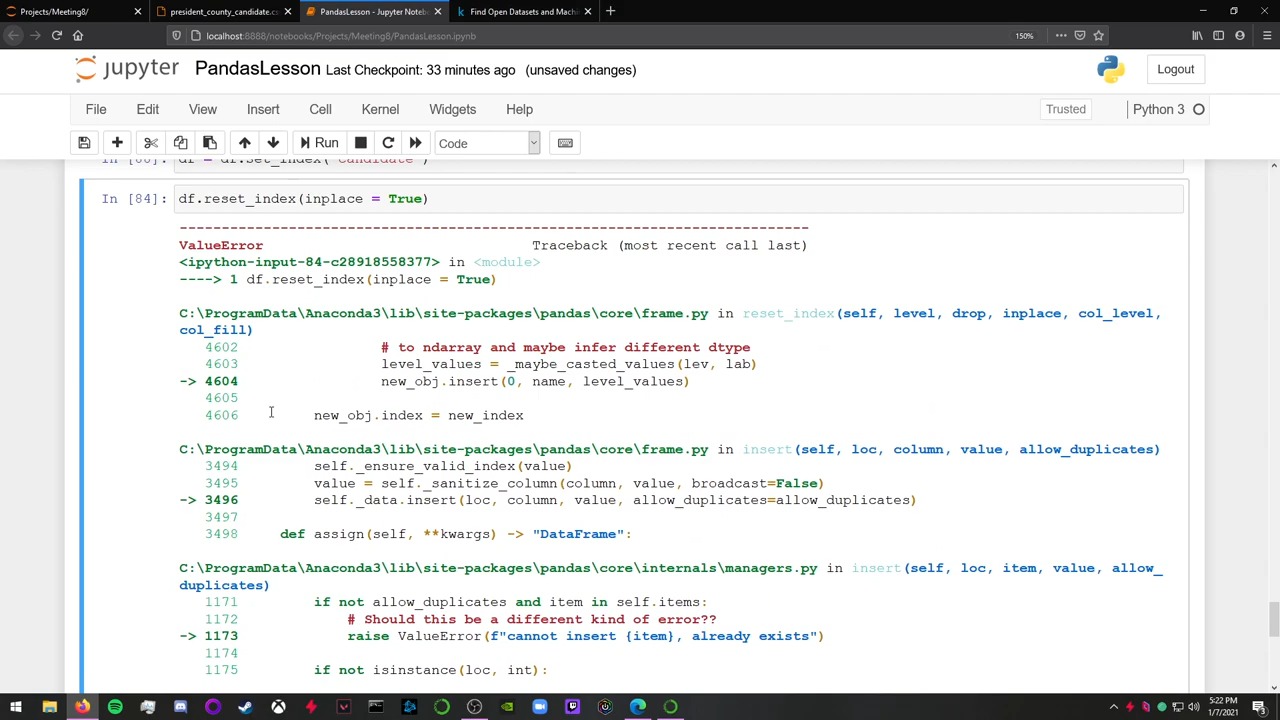 Projects/Meeting8/
president_county_candidate.cs
PandasLesson - Jupyter Noteb
Find Open Datasets and Machi
localhost:8888/notebooks/Projects/Meeting8/PandasLesson.ipynb
150%
jupyter PandasLesson Last Checkpoint: 33 minutes ago (unsaved changes)
Logout
File Edit View Insert Cell Kernel Widgets Help
Trusted
Python 3
Run
Code
df = df.set_index("Candidate")
In [84]: df.reset_index(inplace = True)
---------------------------------------------------------------------------
ValueError Traceback (most recent call last)
<ipython-input-84-c28918558377> in <module>
----> 1 df.reset_index(inplace = True)
C:\ProgramData\Anaconda3\lib\site-packages\pandas\core\frame.py in reset_index(self, level, drop, inplace, col_level,
col_fill)
4602 # to ndarray and maybe infer different dtype
4603 level_values = _maybe_casted_values(lev, lab)
-> 4604 new_obj.insert(0, name, level_values)
4605
4606 new_obj.index = new_index
C:\ProgramData\Anaconda3\lib\site-packages\pandas\core\frame.py in insert(self, loc, column, value, allow_duplicates)
3494 self._ensure_valid_index(value)
3495 value = self._sanitize_column(column, value, broadcast=False)
-> 3496 self._data.insert(loc, column, value, allow_duplicates=allow_duplicates)
3497
3498 def assign(self, **kwargs) -> "DataFrame":
C:\ProgramData\Anaconda3\lib\site-packages\pandas\core\internals\managers.py in insert(self, loc, item, value, allow_
duplicates)
1171 if not allow_duplicates and item in self.items:
1172 # Should this be a different kind of error??
-> 1173 raise ValueError(f"cannot insert {item}, already exists")
1174
1175 if not isinstance(loc, int):
5:22 PM
1/7/2021